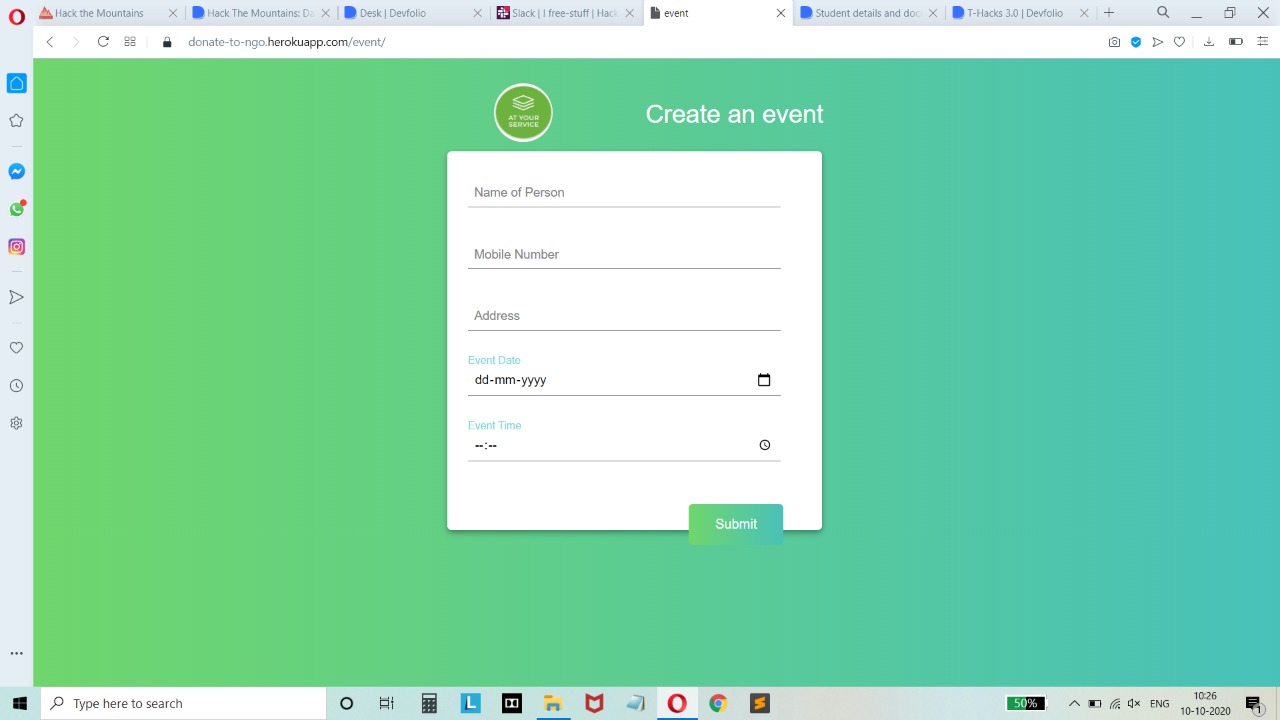 Hack the Mountains
Hack The Mountains: Da
Desk | Devfolio
Slack | free-stuff | Hack
event
Student details and doc
T-Hacks 3.0 | Devfolio
donate-to-ngo.herokuapp.com/event/
AT YOUR
SERVICE
Create an event
Name of Person
Mobile Number
Address
Event Date
dd-mm-yyyy
Event Time
--:--
Submit
Type here to search
L
50%
ENG
10:26
10-10-2020
1